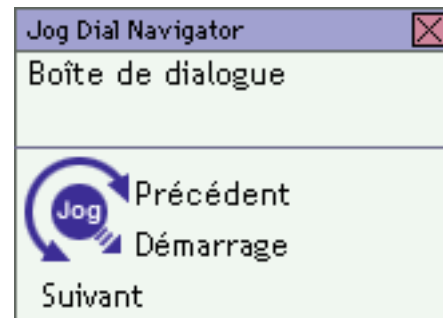 Jog Dial Navigator
Boîte de dialogue
Précédent
Jog
Démarrage
Suivant